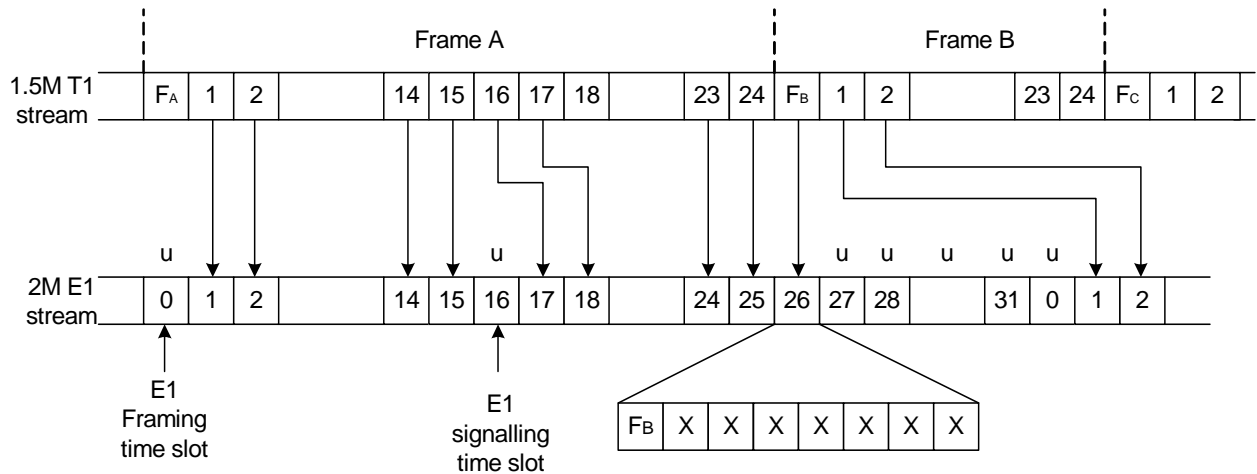 Frame A Frame B
1.5M T1
stream
FA 1 2 14 15 16 17 18 23 24 FB 1 2 23 24 FC 1 2
u u u u u u u
2M E1
stream
0 1 2 14 15 16 17 18 24 25 26 27 28 31 0 1 2
E1
Framing
time slot
E1
signalling
time slot
FB X X X X X X X